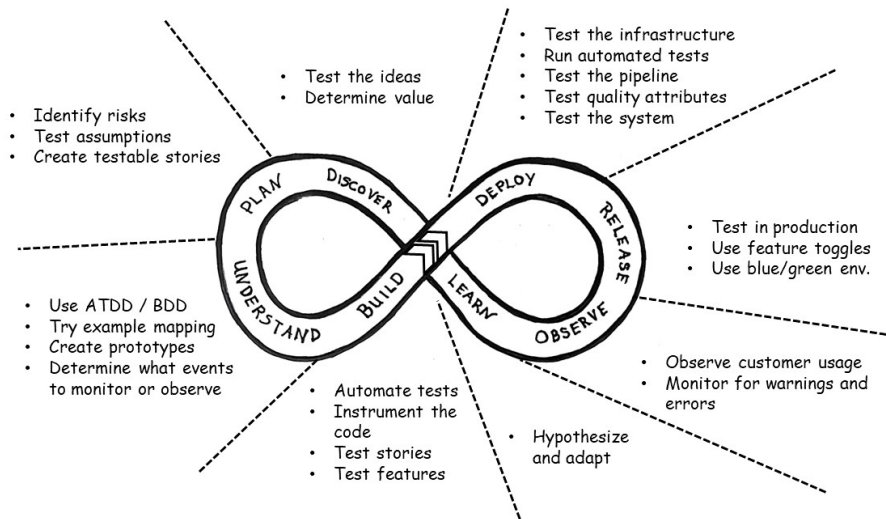 • Test the infrastructure
• Run automated tests
• Test the pipeline
• Test quality attributes
• Test the system
• Test the ideas
• Determine value
• Identify risks
• Test assumptions
• Create testable stories
PLAN
DISCOVER
DEPLOY
RELEASE
UNDERSTAND
BUILD
LEARN
OBSERVE
• Test in production
• Use feature toggles
• Use blue/green env.
• Use ATDD / BDD
• Try example mapping
• Create prototypes
• Determine what events
to monitor or observe
• Observe customer usage
• Monitor for warnings and
errors
• Automate tests
• Instrument the
code
• Test stories
• Test features
• Hypothesize
and adapt